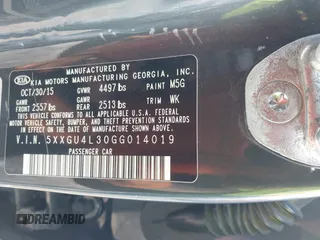 MANUFACTURED BY
KIA KIA MOTORS MANUFACTURING GEORGIA, INC.
OCT/30/15 GVWR 4497 lbs PAINT M5G
GAWR FRONT 2557 lbs GAWR REAR 2513 lbs TRIM WK
THIS VEHICLE CONFORMS TO ALL APPLICABLE
U.S.A. FEDERAL MOTOR VEHICLE SAFETY,
BUMPER, AND THEFT PREVENTION STANDARDS
IN EFFECT ON THE DATE OF MANUFACTURE
SHOWN ABOVE.
V.I.N. 5XXGU4L30GG014019
PASSENGER CAR
DREAMBID